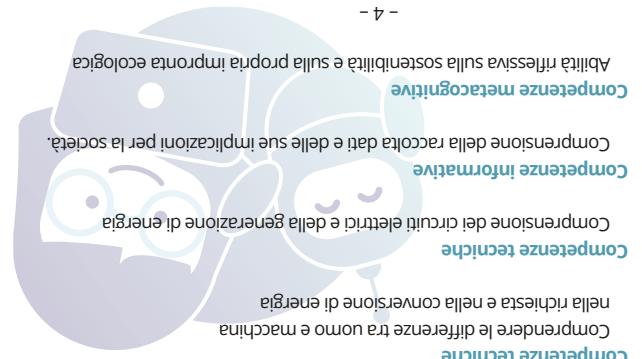 Competenze tecniche
Comprendere le differenze tra uomo e macchina
nella richiesta e nella conversione di energia
Competenze tecniche
Comprensione dei circuiti elettrici e della generazione di energia
Competenze informative
Comprensione della raccolta dati e delle sue implicazioni per la società.
Competenze metacognitive
Abilità riflessiva sulla sostenibilità e sulla propria impronta ecologica
– 4 –